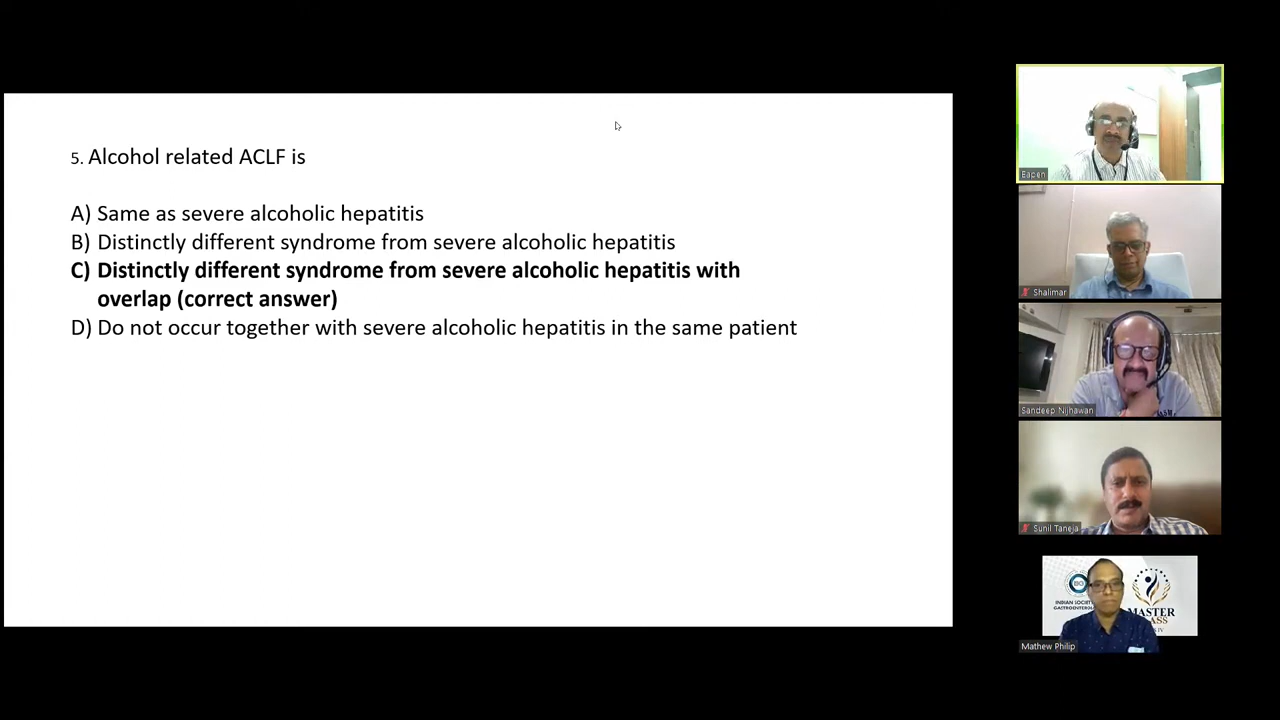 5. Alcohol related ACLF is
A) Same as severe alcoholic hepatitis
B) Distinctly different syndrome from severe alcoholic hepatitis
C) Distinctly different syndrome from severe alcoholic hepatitis with
overlap (correct answer)
D) Do not occur together with severe alcoholic hepatitis in the same patient
Eapen
Shalimar
Sandeep Nijhawan
Sunil Taneja
INDIAN
MASTER
Mathew Philip